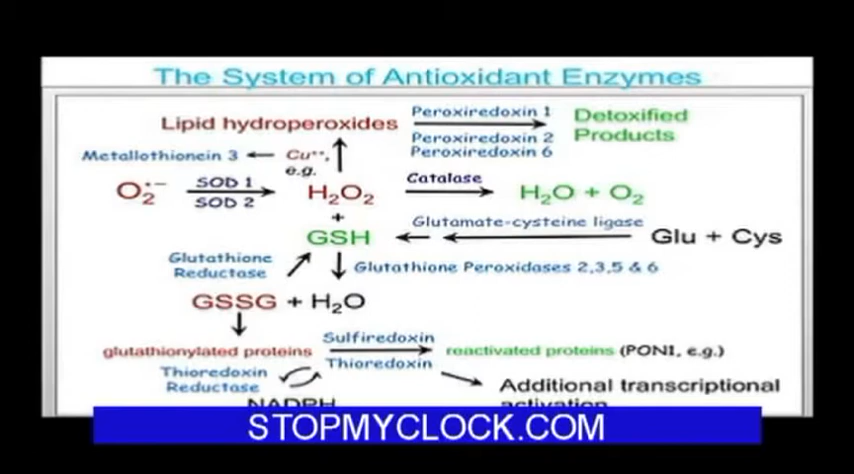 The System of Antioxidant Enzymes
Peroxiredoxin 1
Lipid hydroperoxides
Detoxified
Products
Peroxiredoxin 2
Peroxiredoxin 6
Metallothionein 3
Cu⁺⁺,
e.g.
O₂•⁻
SOD 1
SOD 2
H₂O₂
Catalase
H₂O + O₂
+
GSH
Glutamate-cysteine ligase
Glu + Cys
Glutathione
Reductase
Glutathione Peroxidases 2,3,5 & 6
GSSG + H₂O
glutathionylated proteins
Sulfiredoxin
Thioredoxin
reactivated proteins (PON1, e.g.)
Thioredoxin
Reductase
Additional transcriptional
activation
NADPH
STOPMYCLOCK.COM